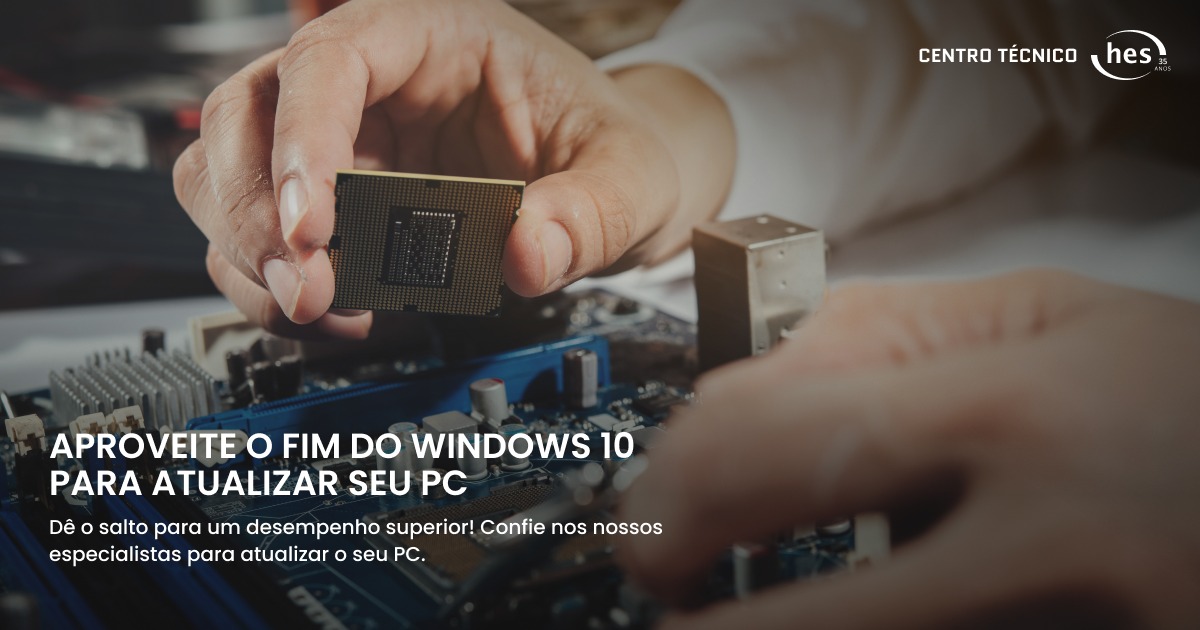 CENTRO TÉCNICO
hes
35
ANOS
APROVEITE O FIM DO WINDOWS 10
PARA ATUALIZAR SEU PC
Dê o salto para um desempenho superior! Confie nos nossos
especialistas para atualizar o seu PC.